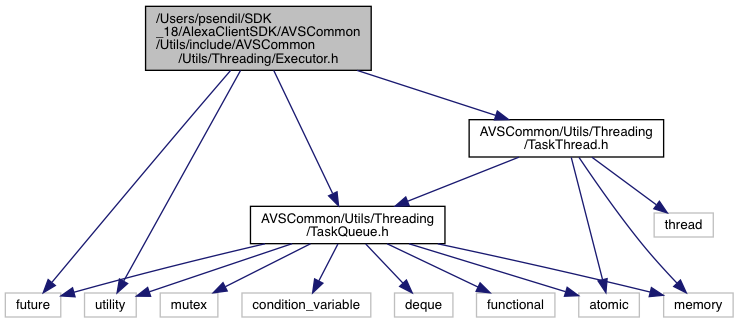 /Users/psendil/SDK
_18/AlexaClientSDK/AVSCommon
/Utils/include/AVSCommon
/Utils/Threading/Executor.h
AVSCommon/Utils/Threading
/TaskThread.h
AVSCommon/Utils/Threading
/TaskQueue.h
thread
future
utility
mutex
condition_variable
deque
functional
atomic
memory